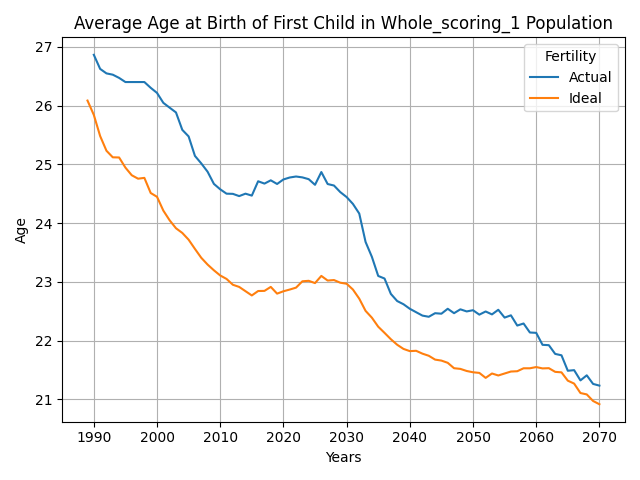 Average Age at Birth of First Child in Whole_scoring_1 Population
Fertility
Actual
Ideal
Age
27
26
25
24
23
22
21
1990 2000 2010 2020 2030 2040 2050 2060 2070
Years